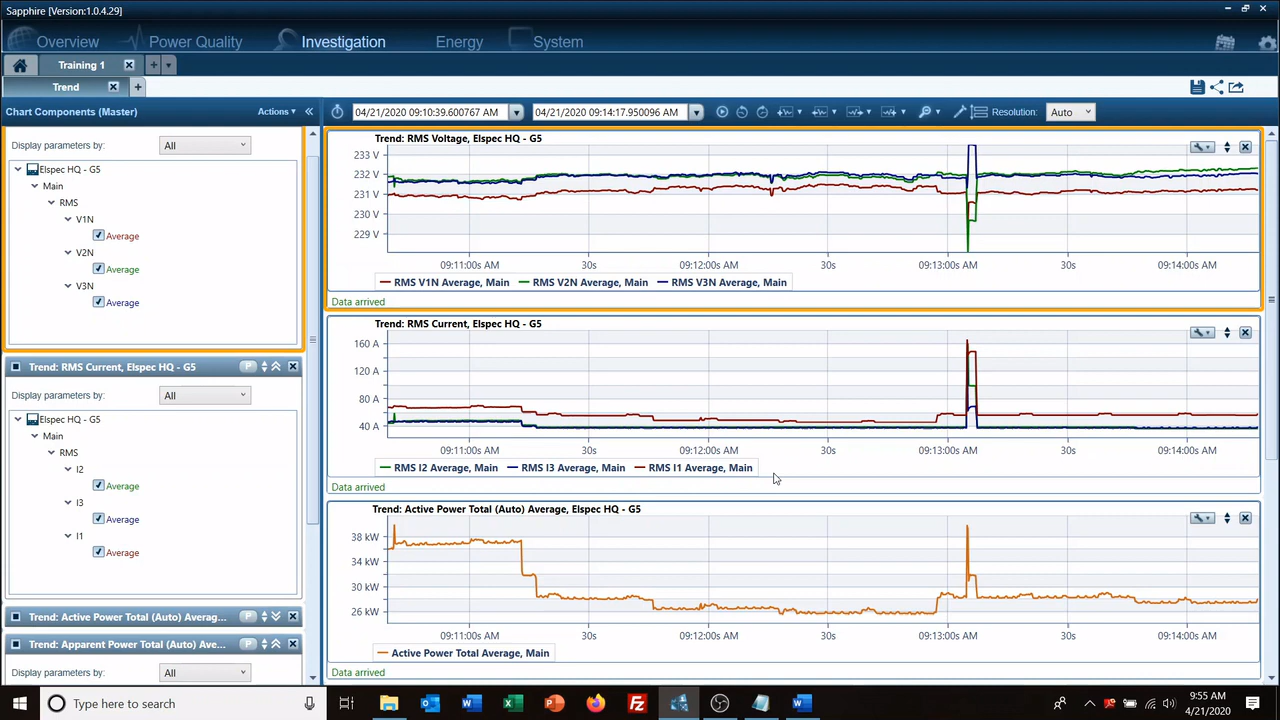 Sapphire (Version:1.0.4.29)
Overview Power Quality Investigation Energy System
Training 1
Trend
Chart Components (Master) Actions
04/21/2020 09:10:39.600767 AM 04/21/2020 09:14:17.950096 AM Resolution: Auto
Display parameters by: All
Elspec HQ - G5
Main
RMS
V1N
Average
V2N
Average
V3N
Average
Trend: RMS Current, Elspec HQ - G5 P
Display parameters by: All
Elspec HQ - G5
Main
RMS
I2
Average
I3
Average
I1
Average
Trend: Active Power Total (Auto) Averag... P
Trend: Apparent Power Total (Auto) Ave... P
Display parameters by: All
Trend: RMS Voltage, Elspec HQ - G5
233 V
232 V
231 V
230 V
229 V
09:11:00s AM 30s 09:12:00s AM 30s 09:13:00s AM 30s 09:14:00s AM
RMS V1N Average, Main RMS V2N Average, Main RMS V3N Average, Main
Data arrived
Trend: RMS Current, Elspec HQ - G5
160 A
120 A
80 A
40 A
09:11:00s AM 30s 09:12:00s AM 30s 09:13:00s AM 30s 09:14:00s AM
RMS I2 Average, Main RMS I3 Average, Main RMS I1 Average, Main
Data arrived
Trend: Active Power Total (Auto) Average, Elspec HQ - G5
38 kW
34 kW
30 kW
26 kW
09:11:00s AM 30s 09:12:00s AM 30s 09:13:00s AM 30s 09:14:00s AM
Active Power Total Average, Main
Data arrived
Type here to search
9:55 AM
4/21/2020